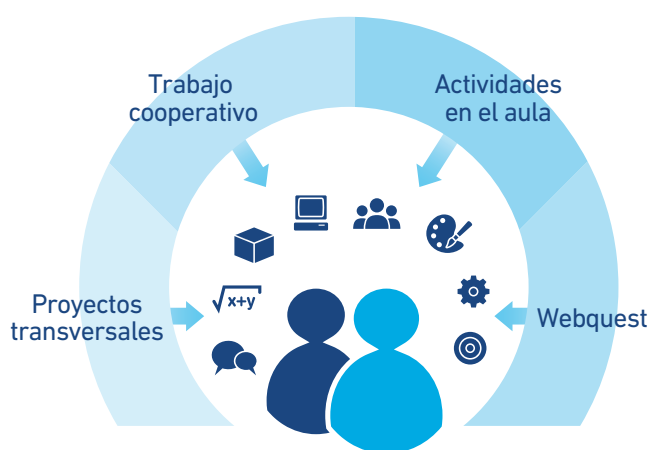 Trabajo
cooperativo
Actividades
en el aula
√x+y
Proyectos
transversales
Webquest